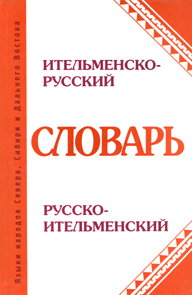 ИТЕЛЬМЕНСКО-
РУССКИЙ
СЛОВАРЬ
РУССКО-
ИТЕЛЬМЕНСКИЙ
Языки народов Севера, Сибири и Дальнего Востока